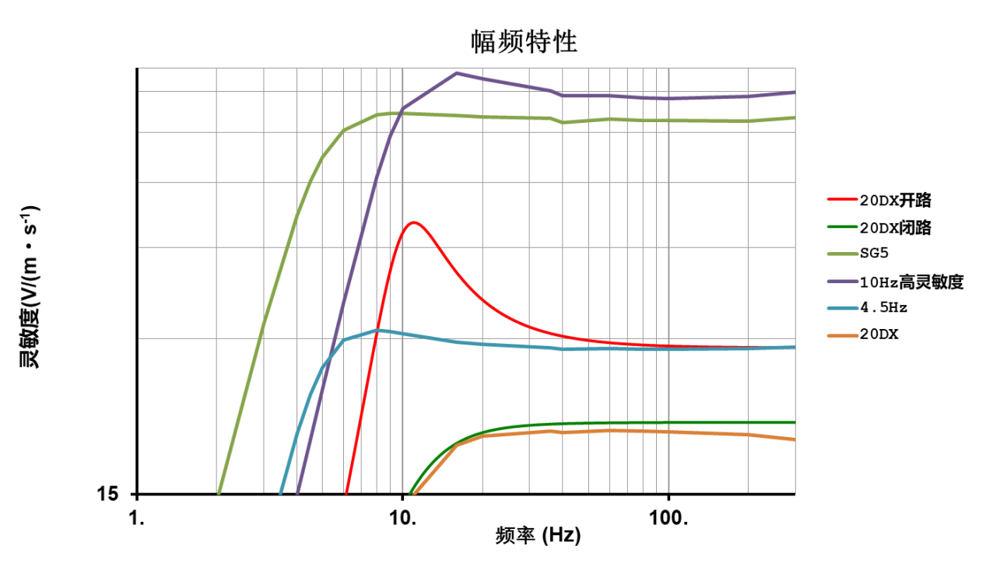 幅频特性
灵敏度(V/(m·s⁻¹)
20DX开路
20DX闭路
SG5
10Hz高灵敏度
4.5Hz
20DX
15
1.
10.
100.
频率 (Hz)